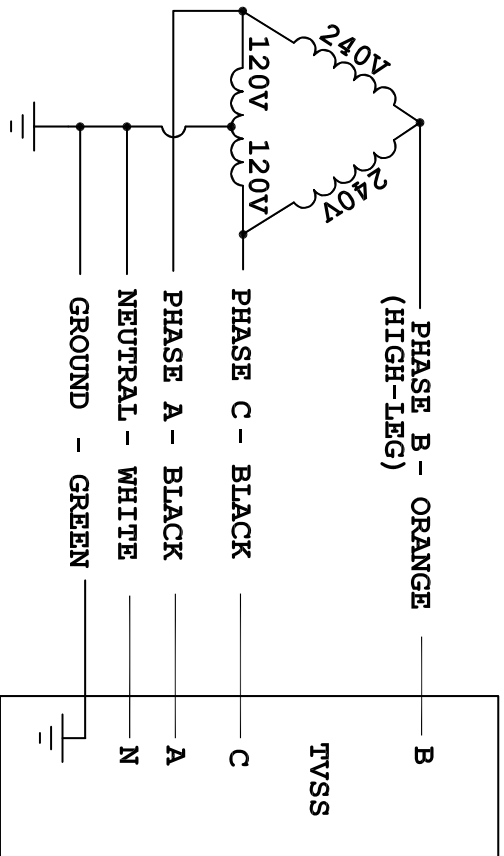 240V
240V
120V 120V
PHASE B - ORANGE
(HIGH-LEG)
PHASE C - BLACK
PHASE A - BLACK
NEUTRAL - WHITE
GROUND - GREEN
B
TVSS
C
A
N